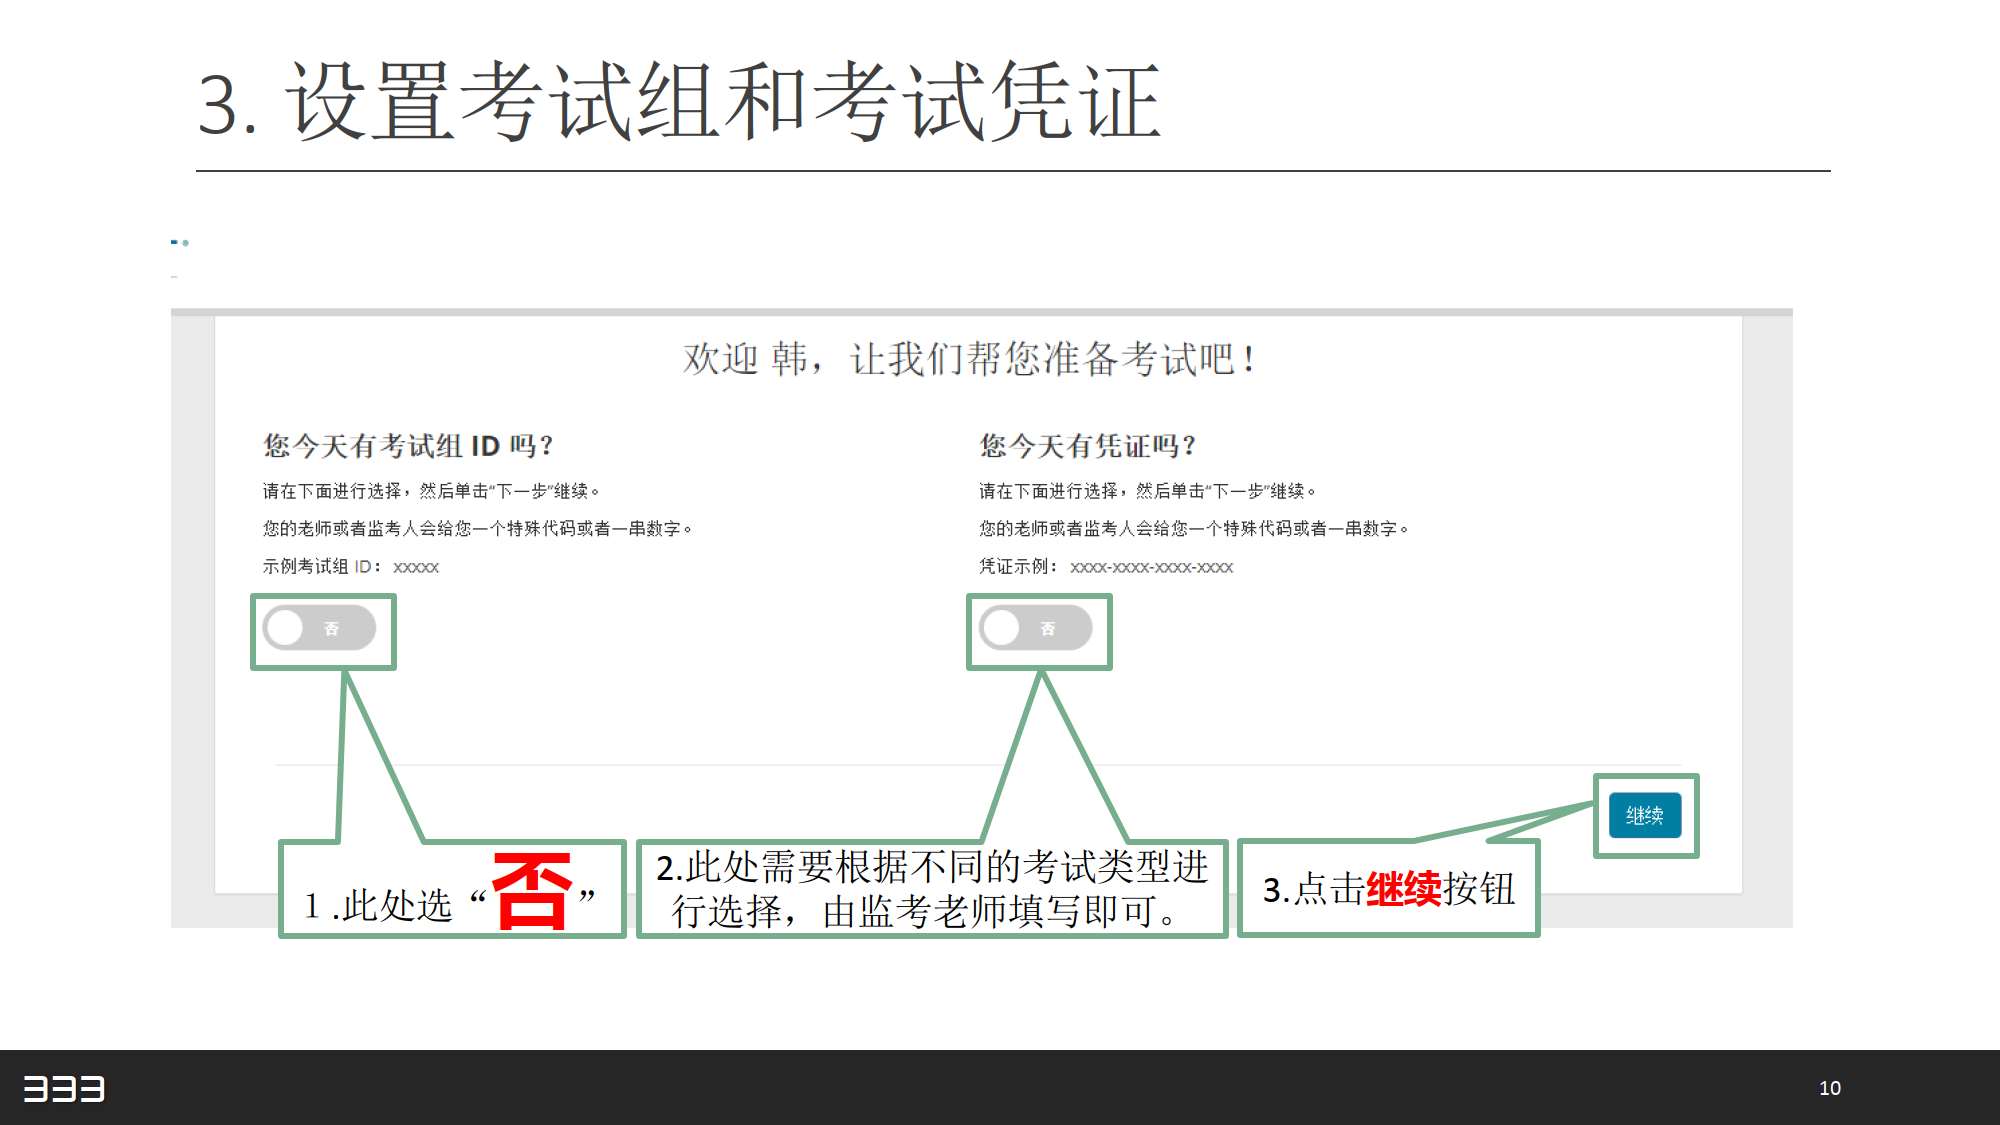 3. 设置考试组和考试凭证
欢迎 韩，让我们帮您准备考试吧！
您今天有考试组 ID 吗？
请在下面进行选择，然后单击“下一步”继续。
您的老师或者监考人会给您一个特殊代码或者一串数字。
示例考试组 ID： xxxxx
否
您今天有凭证吗？
请在下面进行选择，然后单击“下一步”继续。
您的老师或者监考人会给您一个特殊代码或者一串数字。
凭证示例： xxxx-xxxx-xxxx-xxxx
否
继续
1.此处选“否”
2.此处需要根据不同的考试类型进
行选择，由监考老师填写即可。
3.点击继续按钮
333
10